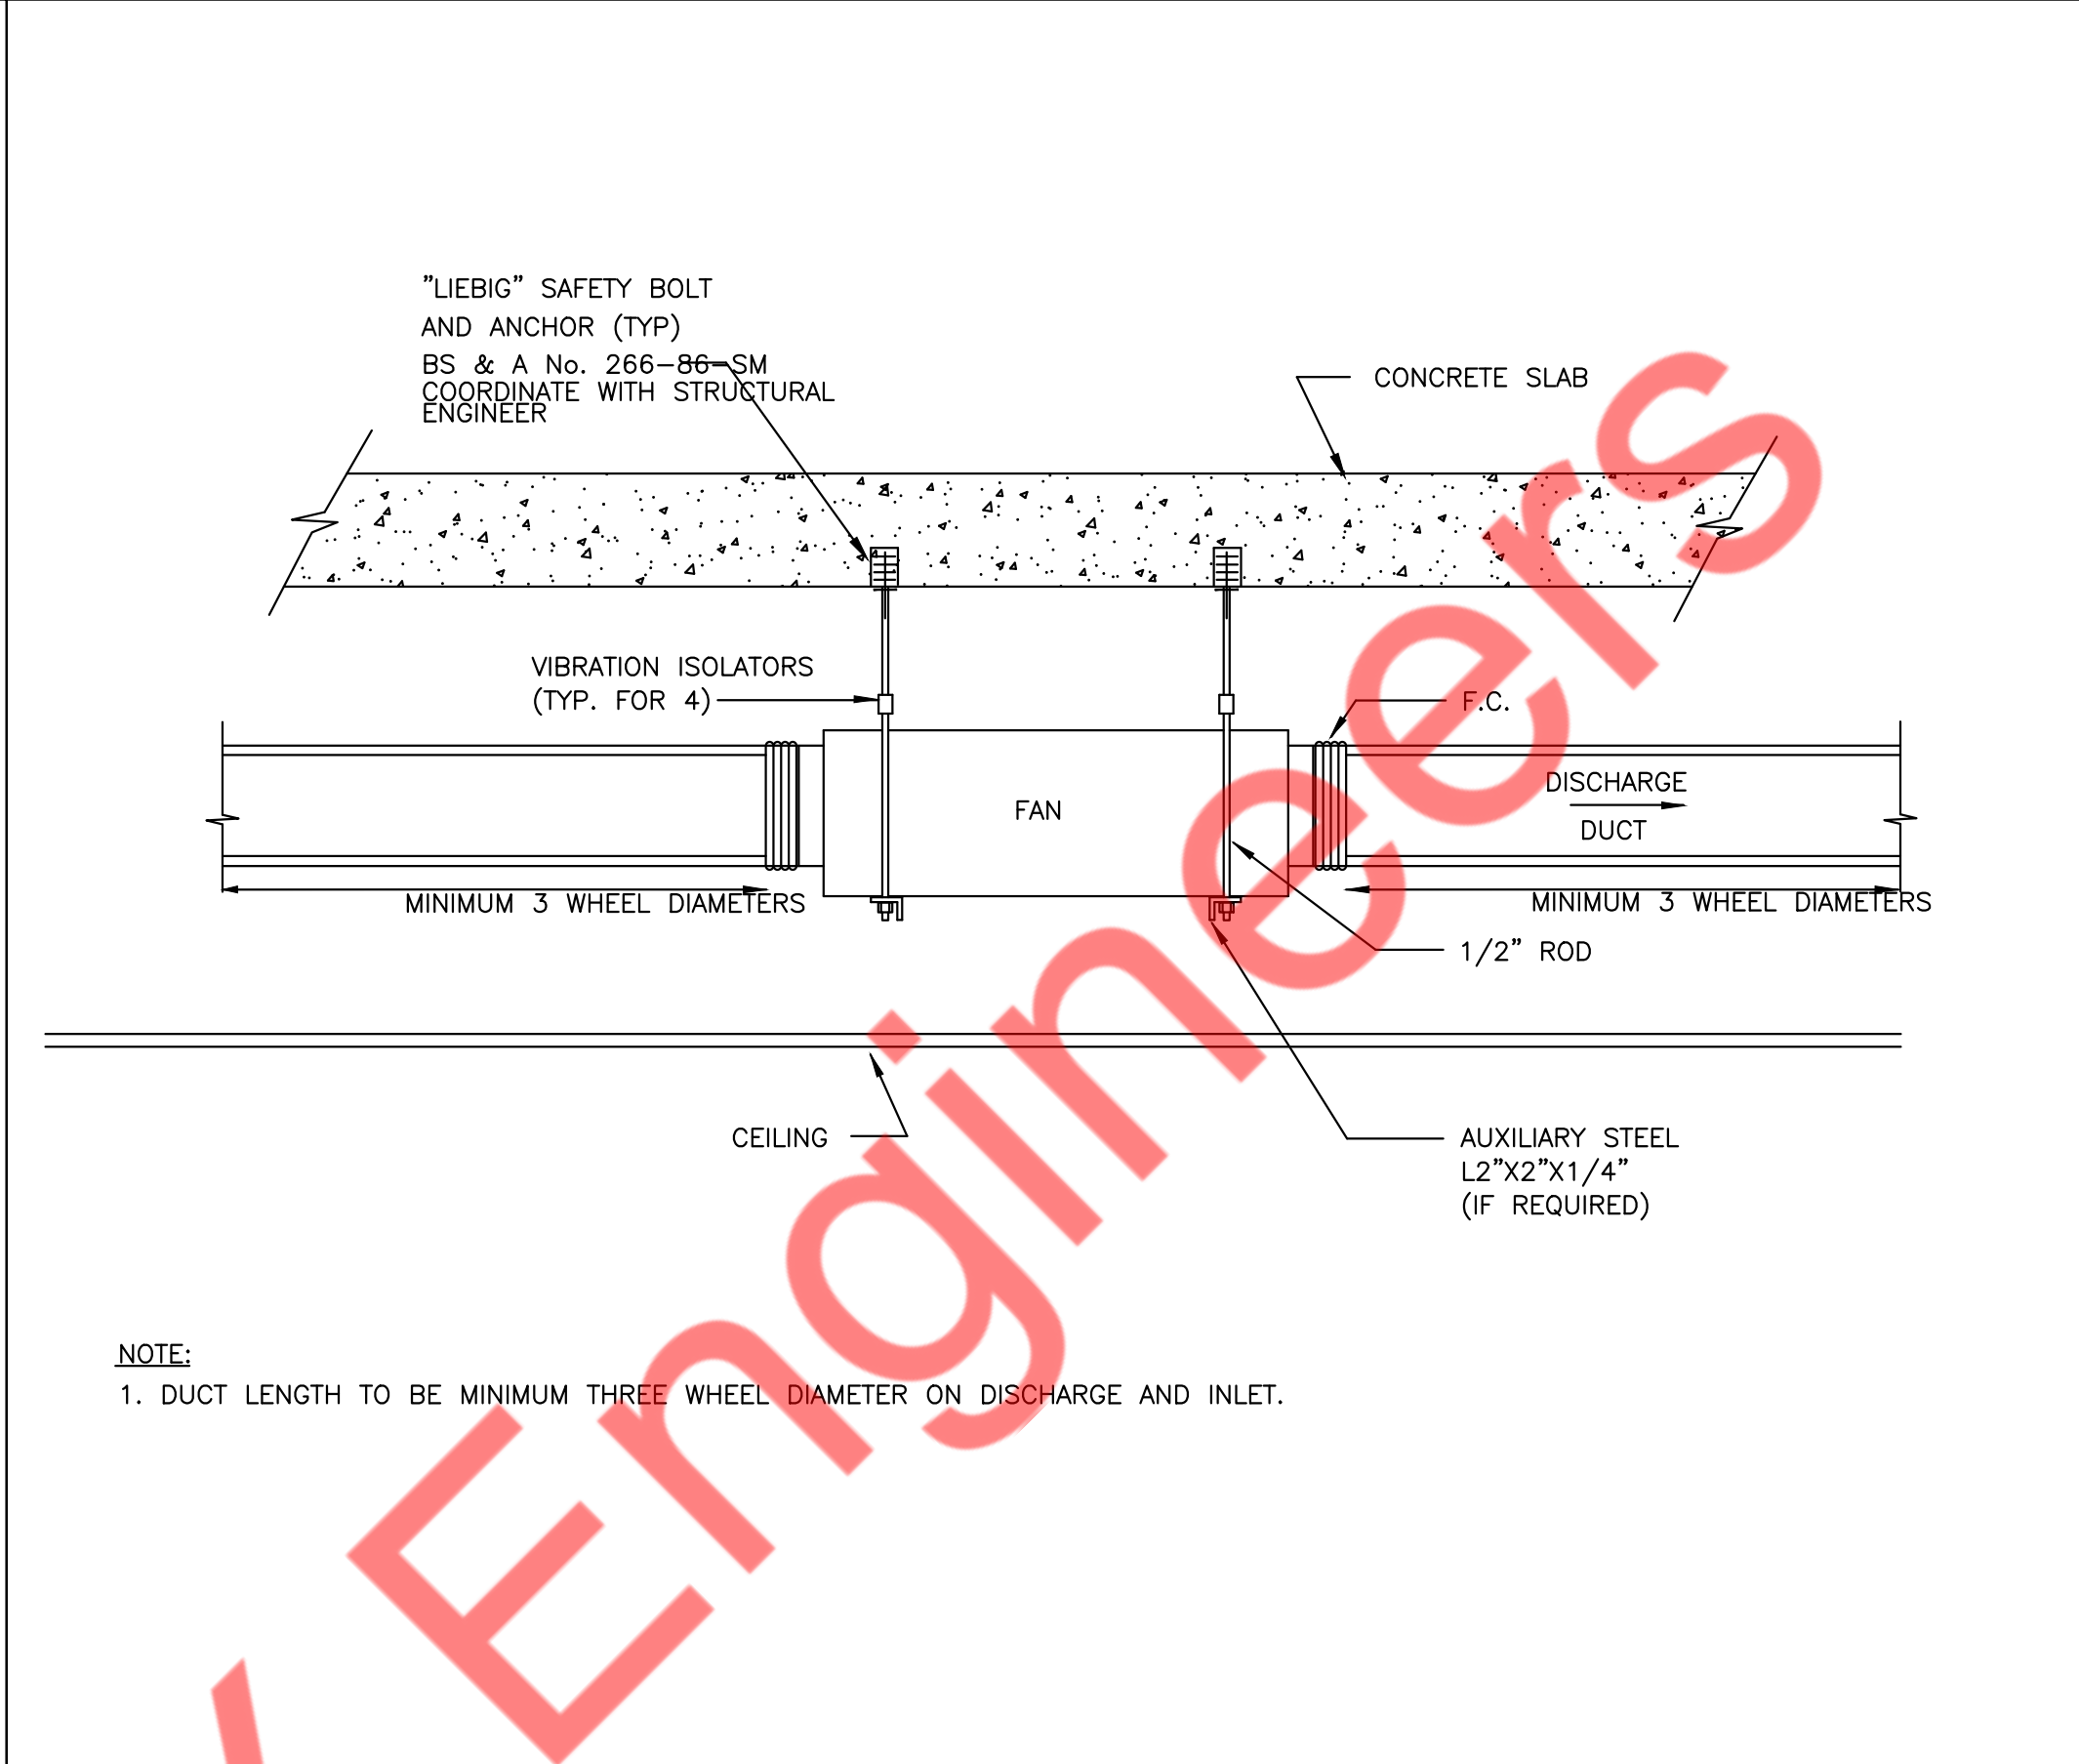 "LIEBIG" SAFETY BOLT
AND ANCHOR (TYP)
BS & A No. 266-86-SM
COORDINATE WITH STRUCTURAL
ENGINEER
CONCRETE SLAB
VIBRATION ISOLATORS
(TYP. FOR 4)
F.C.
FAN
DISCHARGE
DUCT
MINIMUM 3 WHEEL DIAMETERS
MINIMUM 3 WHEEL DIAMETERS
1/2" ROD
CEILING
AUXILIARY STEEL
L2"X2"X1/4"
(IF REQUIRED)
NOTE:
1. DUCT LENGTH TO BE MINIMUM THREE WHEEL DIAMETER ON DISCHARGE AND INLET.
Engineers